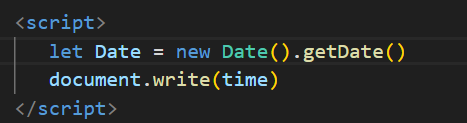 <script>
let Date = new Date().getDate()
document.write(time)
</script>